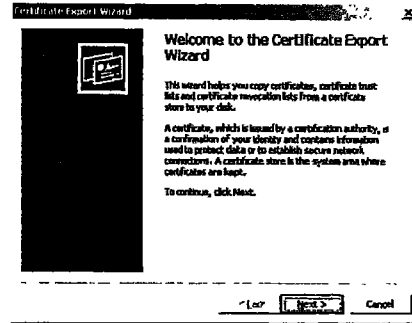 Certificate Export Wizard
Welcome to the Certificate Export
Wizard
This wizard helps you copy certificates, certificate trust
lists and certificate revocation lists from a certificate
store to your disk.
A certificate, which is issued by a certification authority, is
a confirmation of your identity and contains information
used to protect data or to establish secure network
connections. A certificate store is the system area where
certificates are kept.
To continue, click Next.
Next >
Cancel